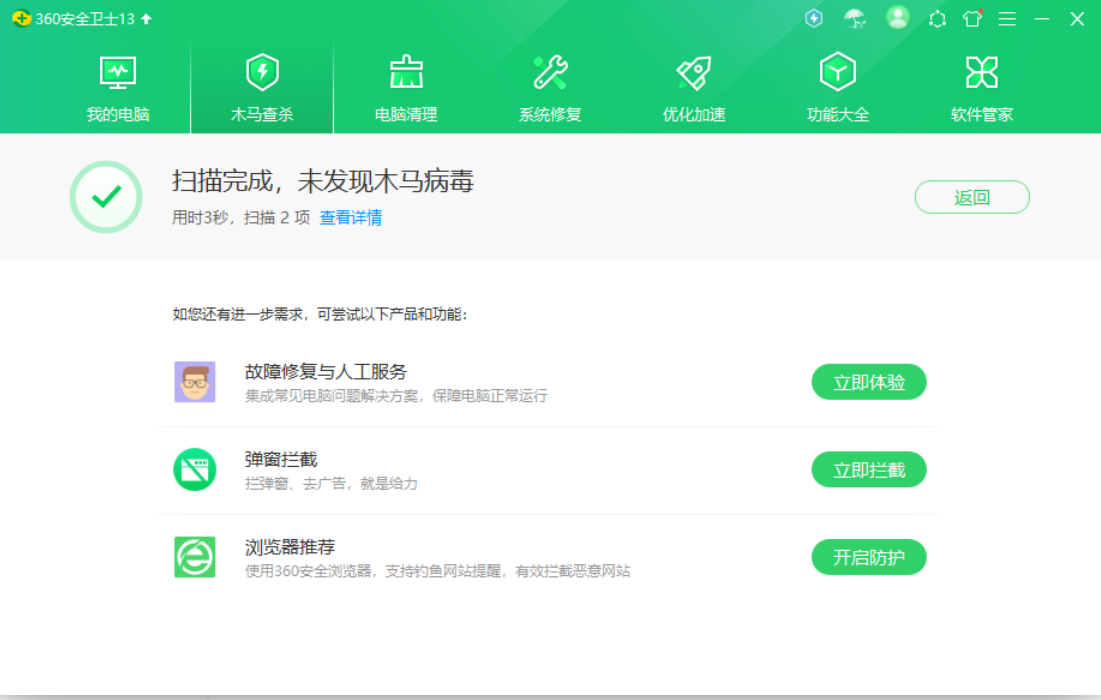 360安全卫士13
我的电脑
木马查杀
电脑清理
系统修复
优化加速
功能大全
软件管家
扫描完成，未发现木马病毒
用时3秒，扫描 2 项 查看详情
返回
如您还有进一步需求，可尝试以下产品和功能：
故障修复与人工服务
集成常见电脑问题解决方案，保障电脑正常运行
立即体验
弹窗拦截
拦弹窗、去广告，就是给力
立即拦截
浏览器推荐
使用360安全浏览器，支持钓鱼网站提醒，有效拦截恶意网站
开启防护